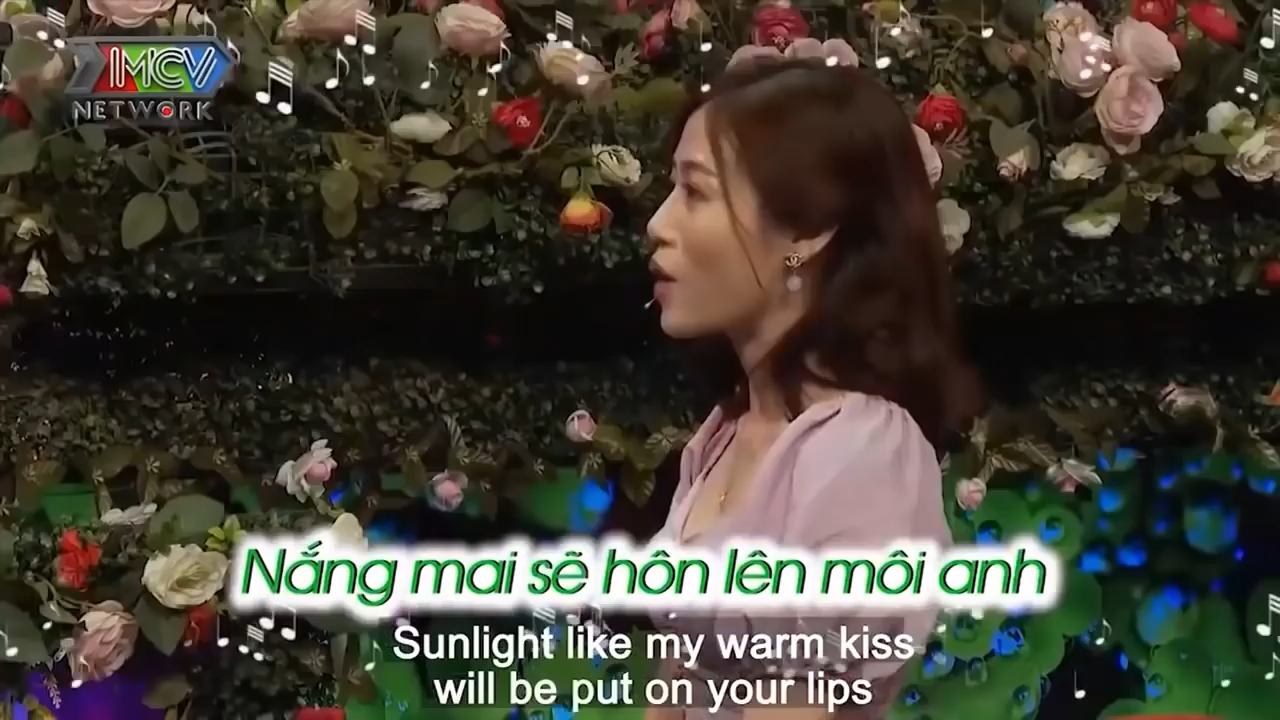 MCV
NETWORK
Nắng mai sẽ hôn lên môi anh
Sunlight like my warm kiss
will be put on your lips